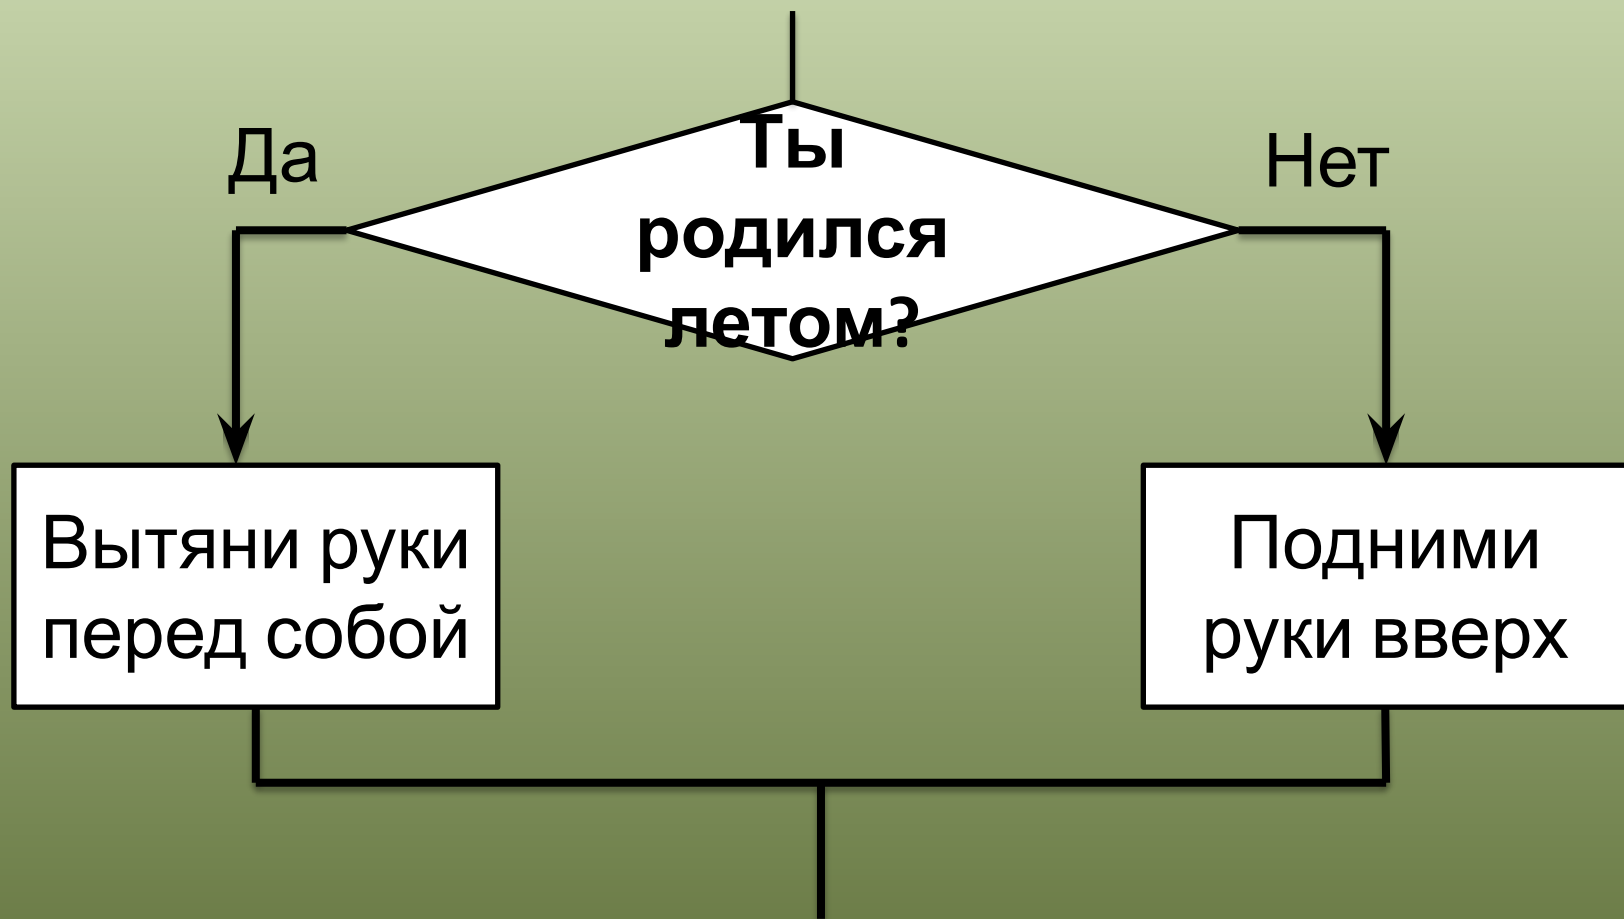 Да
Ты
родился
летом?
Нет
Вытяни руки
перед собой
Подними
руки вверх